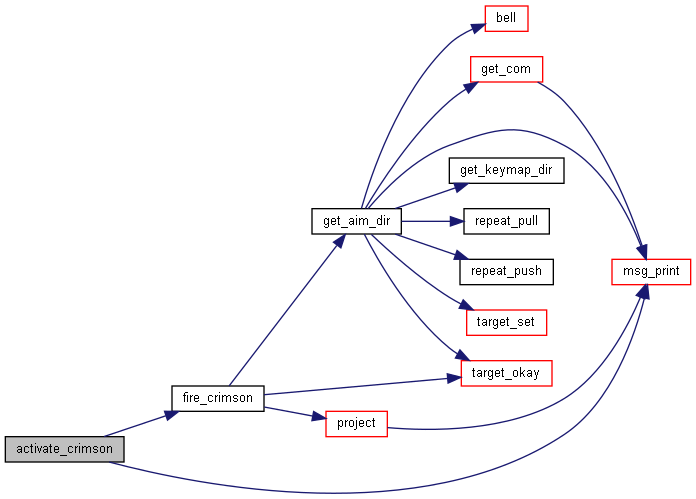 bell
get_com
get_keymap_dir
get_aim_dir
repeat_pull
repeat_push
msg_print
target_set
target_okay
fire_crimson
project
activate_crimson